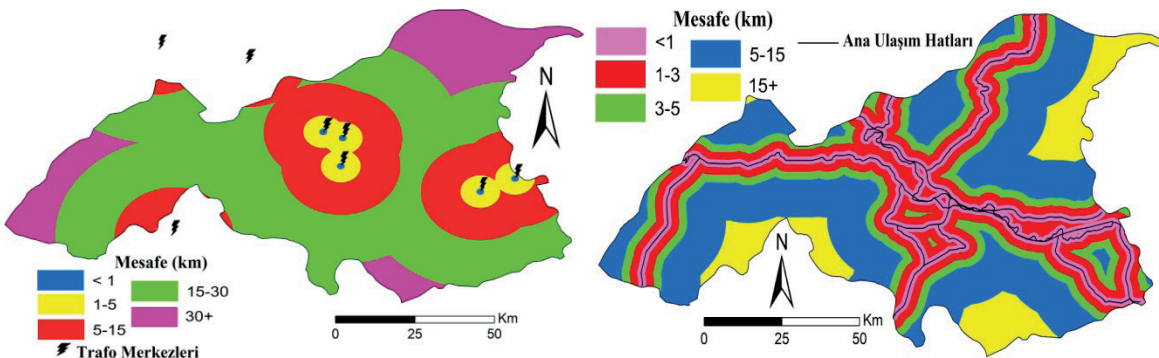 N
Mesafe (km)
< 1
1-5
5-15
15-30
30+
Trafo Merkezleri
Km
0 25 50
Mesafe (km)
<1
1-3
3-5
5-15
15+
Ana Ulaşım Hatları
N
Km
0 25 50